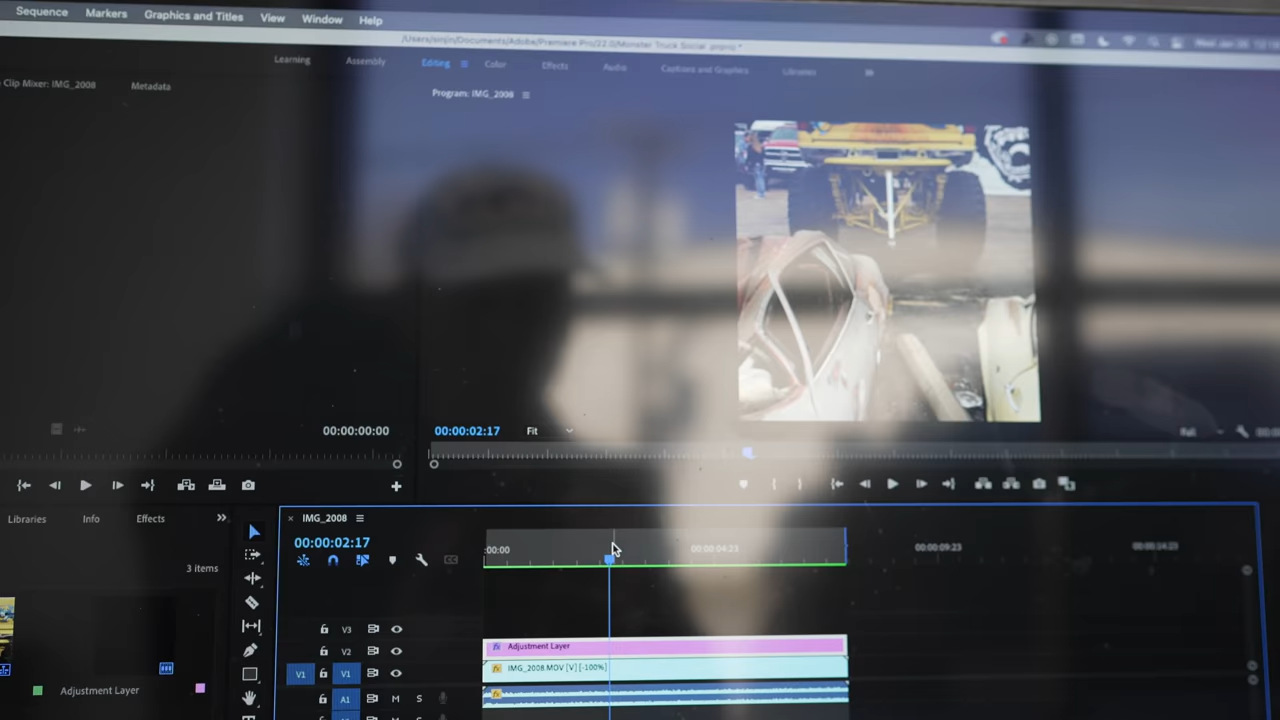 Sequence Markers Graphics and Titles View Window Help
/Users/sinjin/Documents/Adobe/Premiere Pro/22.0/Monster Truck Social .prproj *
Learning Assembly Editing Color Effects Audio Captions and Graphics Libraries
Clip Mixer: IMG_2008 Metadata
Program: IMG_2008
00:00:00:00
00:00:02:17 Fit
Libraries Info Effects
× IMG_2008
00:00:02:17
:00:00 00:00:04:23 00:00:09:23 00:00:14:23
3 items
V3
V2
fx Adjustment Layer
V1 V1
fx IMG_2008.MOV [V] [-100%]
Adjustment Layer
A1 M S
fx